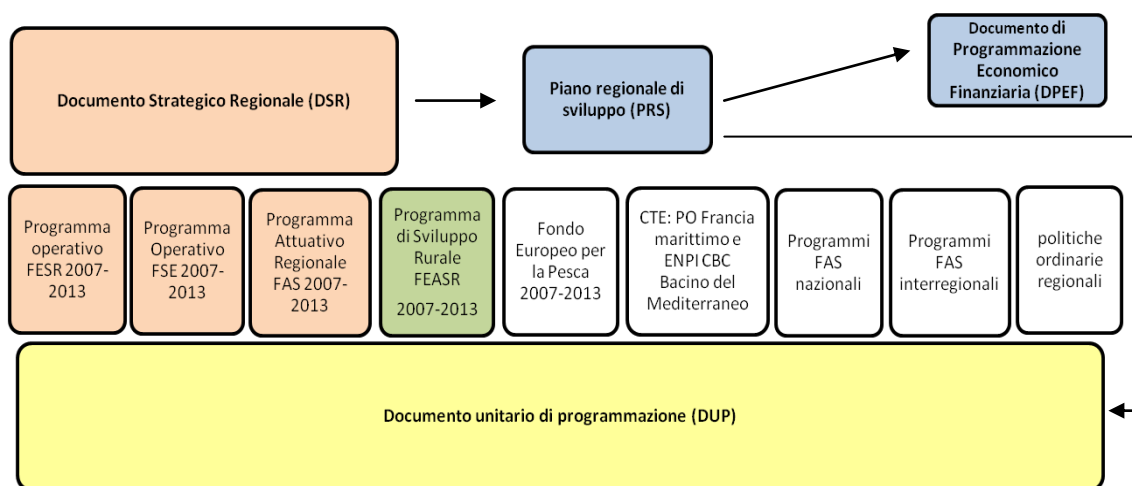 Documento Strategico Regionale (DSR)
Piano regionale di
sviluppo (PRS)
Documento di
Programmazione
Economico
Finanziaria (DPEF)
Programma
operativo
FESR 2007-
2013
Programma
Operativo
FSE 2007-
2013
Programma
Attuativo
Regionale
FAS 2007-
2013
Programma
di Sviluppo
Rurale
FEASR
2007-2013
Fondo
Europeo per
la Pesca
2007-2013
CTE: PO Francia
marittimo e
ENPI CBC
Bacino del
Mediterraneo
Programmi
FAS
nazionali
Programmi
FAS
interregionali
politiche
ordinarie
regionali
Documento unitario di programmazione (DUP)